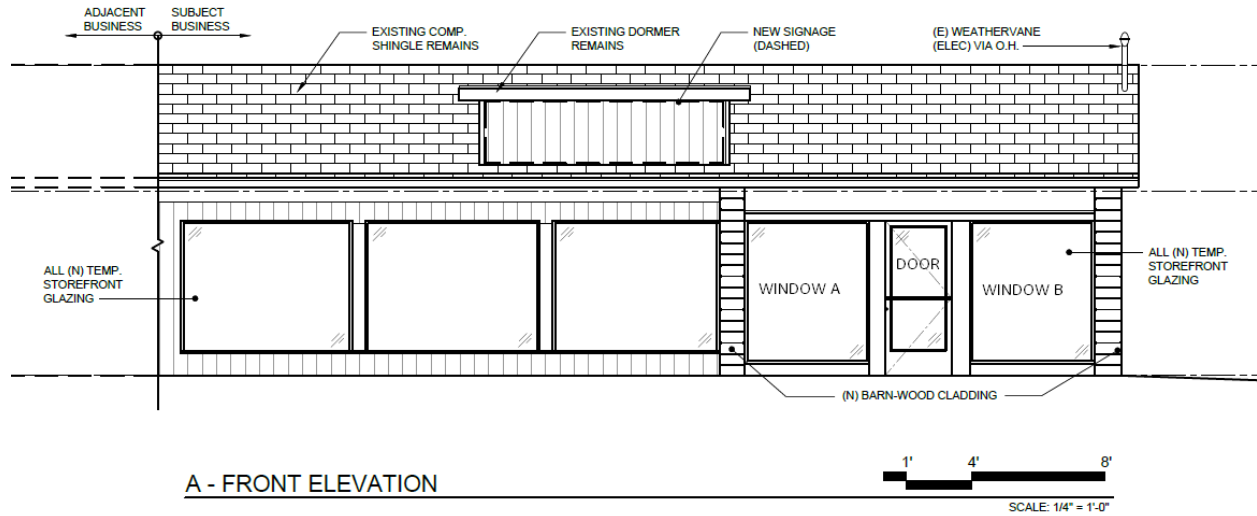 ADJACENT
BUSINESS
SUBJECT
BUSINESS
EXISTING COMP.
SHINGLE REMAINS
EXISTING DORMER
REMAINS
NEW SIGNAGE
(DASHED)
(E) WEATHERVANE
(ELEC) VIA O.H.
ALL (N) TEMP.
STOREFRONT
GLAZING
WINDOW A
DOOR
WINDOW B
ALL (N) TEMP.
STOREFRONT
GLAZING
(N) BARN-WOOD CLADDING
A - FRONT ELEVATION
1' 4' 8'
SCALE: 1/4" = 1'-0"